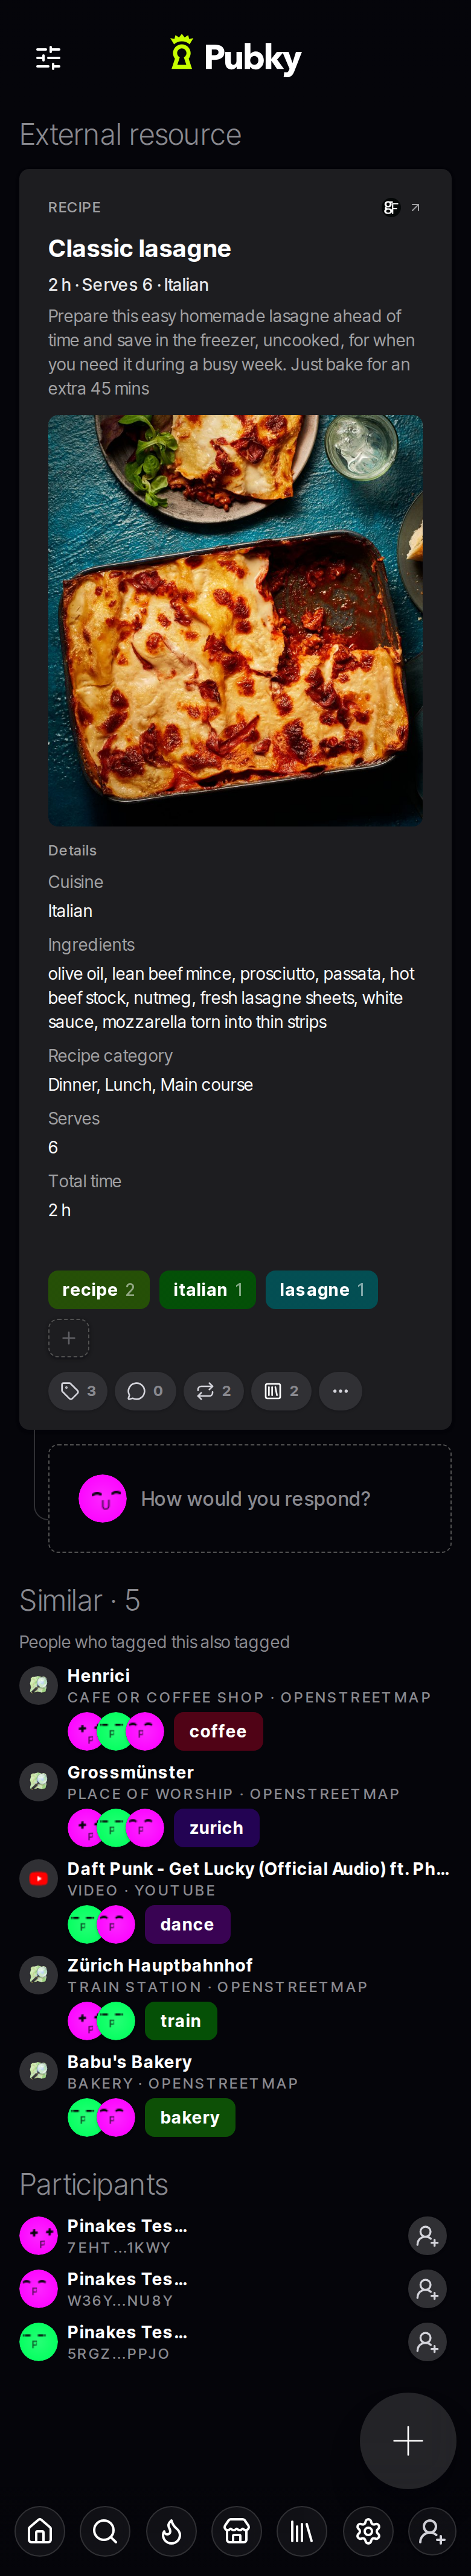 Pubky
External resource
RECIPE
gF
Classic lasagne
2 h · Serves 6 · Italian
Prepare this easy homemade lasagne ahead of
time and save in the freezer, uncooked, for when
you need it during a busy week. Just bake for an
extra 45 mins
Details
Cuisine
Italian
Ingredients
olive oil, lean beef mince, prosciutto, passata, hot
beef stock, nutmeg, fresh lasagne sheets, white
sauce, mozzarella torn into thin strips
Recipe category
Dinner, Lunch, Main course
Serves
6
Total time
2 h
recipe 2 italian 1 lasagne 1
3 0 2 2
How would you respond?
Similar · 5
People who tagged this also tagged
Henrici
CAFE OR COFFEE SHOP · OPENSTREETMAP
coffee
Grossmünster
PLACE OF WORSHIP · OPENSTREETMAP
zurich
Daft Punk - Get Lucky (Official Audio) ft. Ph...
VIDEO · YOUTUBE
dance
Zürich Hauptbahnhof
TRAIN STATION · OPENSTREETMAP
train
Babu's Bakery
BAKERY · OPENSTREETMAP
bakery
Participants
Pinakes Tes...
7EHT...1KWY
Pinakes Tes...
W36Y...NU8Y
Pinakes Tes...
5RGZ...PPJO